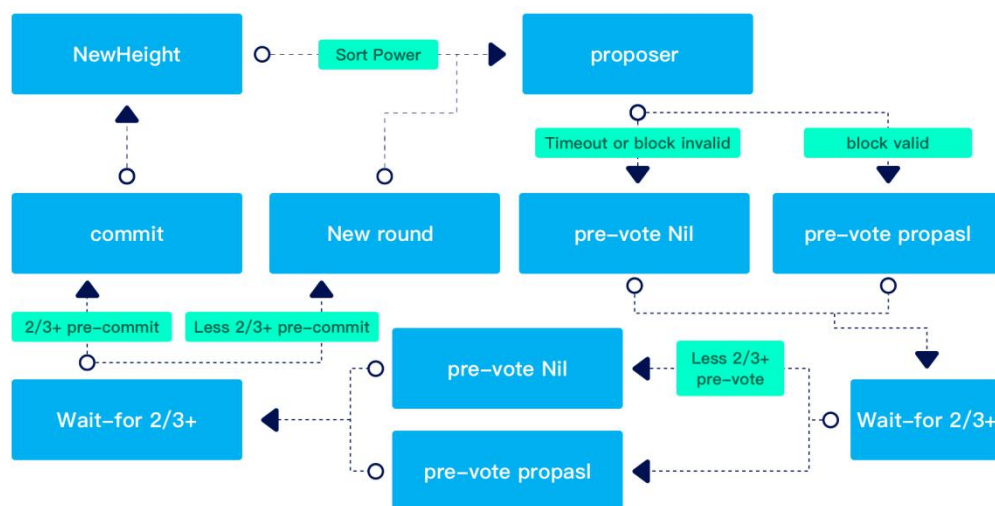 NewHeight
Sort Power
proposer
Timeout or block invalid
block valid
commit
New round
pre-vote Nil
pre-vote propasl
2/3+ pre-commit
Less 2/3+ pre-commit
pre-vote Nil
Less 2/3+
pre-vote
Wait-for 2/3+
Wait-for 2/3+
pre-vote propasl